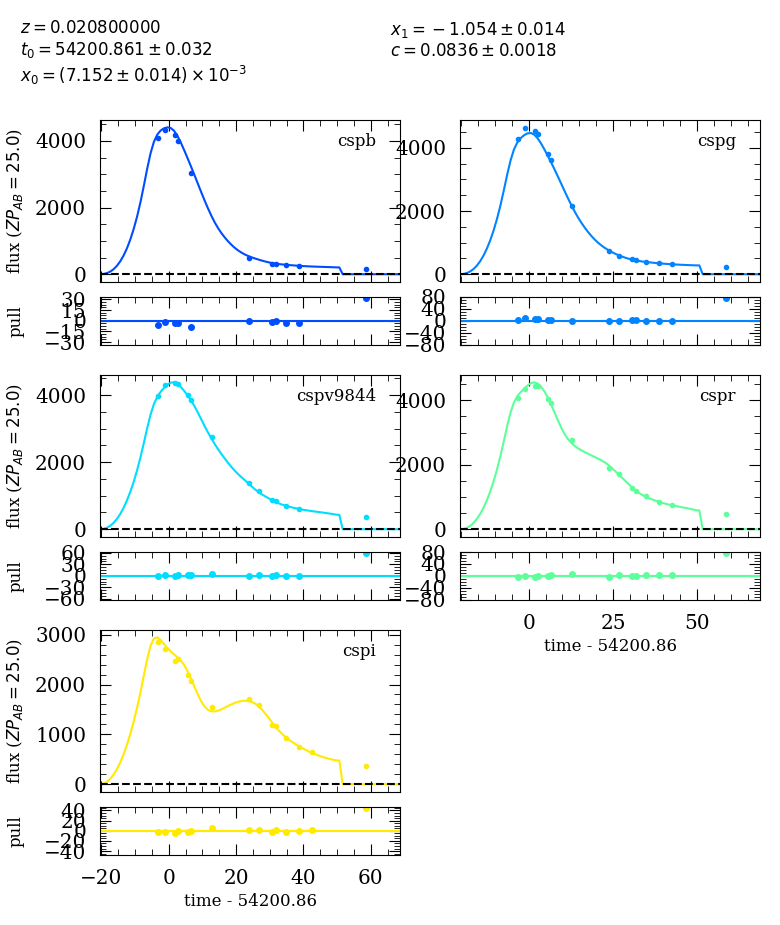 z = 0.020800000
t₀ = 54200.861 ± 0.032
x₀ = (7.152 ± 0.014) × 10⁻³
x₁ = −1.054 ± 0.014
c = 0.0836 ± 0.0018
flux (ZP_AB = 25.0)
4000
2000
0
cspb
4000
2000
0
cspg
pull
30
15
0
−15
−30
80
40
0
−40
−80
flux (ZP_AB = 25.0)
4000
2000
0
cspv9844
4000
2000
0
cspr
pull
60
30
0
−30
−60
80
40
0
−40
−80
0 25 50
time - 54200.86
flux (ZP_AB = 25.0)
3000
2000
1000
0
cspi
pull
40
20
0
−20
−40
−20 0 20 40 60
time - 54200.86